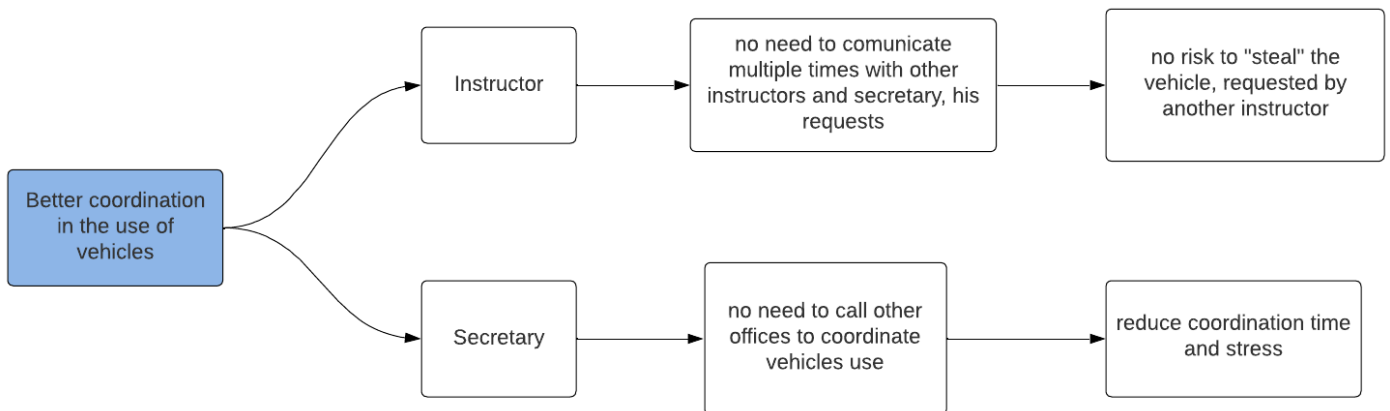 Better coordination
in the use of
vehicles
Instructor
no need to comunicate
multiple times with other
instructors and secretary, his
requests
no risk to "steal" the
vehicle, requested by
another instructor
Secretary
no need to call other
offices to coordinate
vehicles use
reduce coordination time
and stress